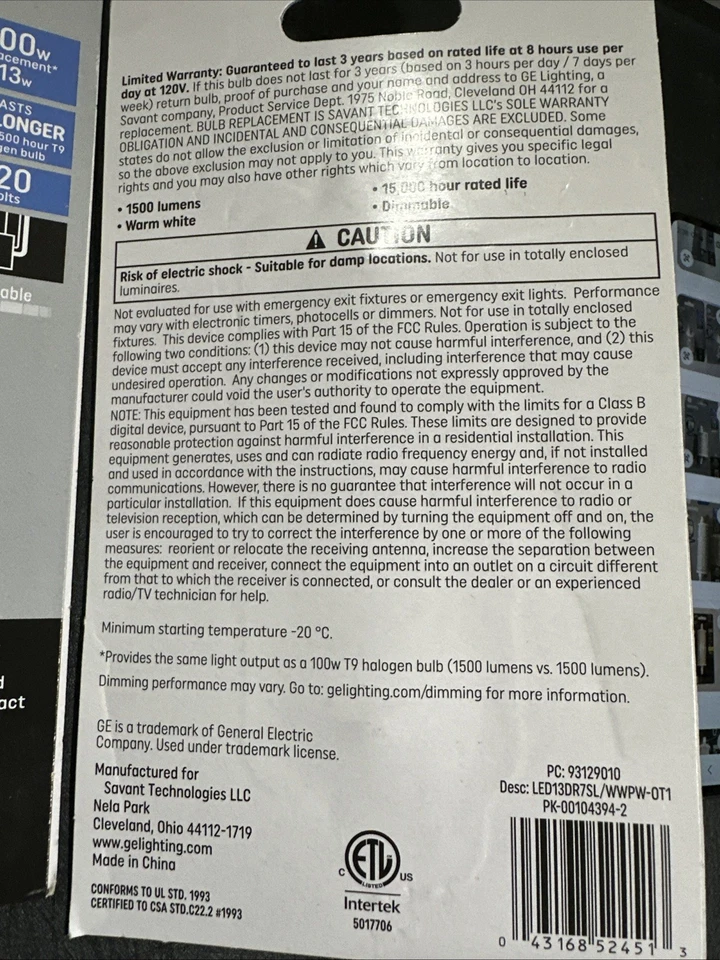 00w
acement*
13w
ASTS
LONGER
500 hour T9
gen bulb
20
olts
able
d
act
Limited Warranty: Guaranteed to last 3 years based on rated life at 8 hours use per
day at 120V. If this bulb does not last for 3 years (based on 3 hours per day / 7 days per
week) return bulb, proof of purchase and your name and address to GE Lighting, a
Savant company, Product Service Dept. 1975 Noble Road, Cleveland OH 44112 for a
replacement. BULB REPLACEMENT IS SAVANT TECHNOLOGIES LLC's SOLE WARRANTY
OBLIGATION AND INCIDENTAL AND CONSEQUENTIAL DAMAGES ARE EXCLUDED. Some
states do not allow the exclusion or limitation of incidental or consequential damages,
so the above exclusion may not apply to you. This warranty gives you specific legal
rights and you may also have other rights which vary from location to location.
• 1500 lumens
• Warm white
• 15,000 hour rated life
• Dimmable
CAUTION
Risk of electric shock - Suitable for damp locations. Not for use in totally enclosed
luminaires.
Not evaluated for use with emergency exit fixtures or emergency exit lights. Performance
may vary with electronic timers, photocells or dimmers. Not for use in totally enclosed
fixtures. This device complies with Part 15 of the FCC Rules. Operation is subject to the
following two conditions: (1) this device may not cause harmful interference, and (2) this
device must accept any interference received, including interference that may cause
undesired operation. Any changes or modifications not expressly approved by the
manufacturer could void the user's authority to operate the equipment.
NOTE: This equipment has been tested and found to comply with the limits for a Class B
digital device, pursuant to Part 15 of the FCC Rules. These limits are designed to provide
reasonable protection against harmful interference in a residential installation. This
equipment generates, uses and can radiate radio frequency energy and, if not installed
and used in accordance with the instructions, may cause harmful interference to radio
communications. However, there is no guarantee that interference will not occur in a
particular installation. If this equipment does cause harmful interference to radio or
television reception, which can be determined by turning the equipment off and on, the
user is encouraged to try to correct the interference by one or more of the following
measures: reorient or relocate the receiving antenna, increase the separation between
the equipment and receiver, connect the equipment into an outlet on a circuit different
from that to which the receiver is connected, or consult the dealer or an experienced
radio/TV technician for help.
Minimum starting temperature -20 °C.
*Provides the same light output as a 100w T9 halogen bulb (1500 lumens vs. 1500 lumens).
Dimming performance may vary. Go to: gelighting.com/dimming for more information.
GE is a trademark of General Electric
Company. Used under trademark license.
Manufactured for
Savant Technologies LLC
Nela Park
Cleveland, Ohio 44112-1719
www.gelighting.com
Made in China
CONFORMS TO UL STD. 1993
CERTIFIED TO CSA STD.C22.2 #1993
C ETL US
LISTED
Intertek
5017706
PC: 93129010
Desc: LED13DR7SL/WWPW-0T1
PK-00104394-2
0 43168 52451 3